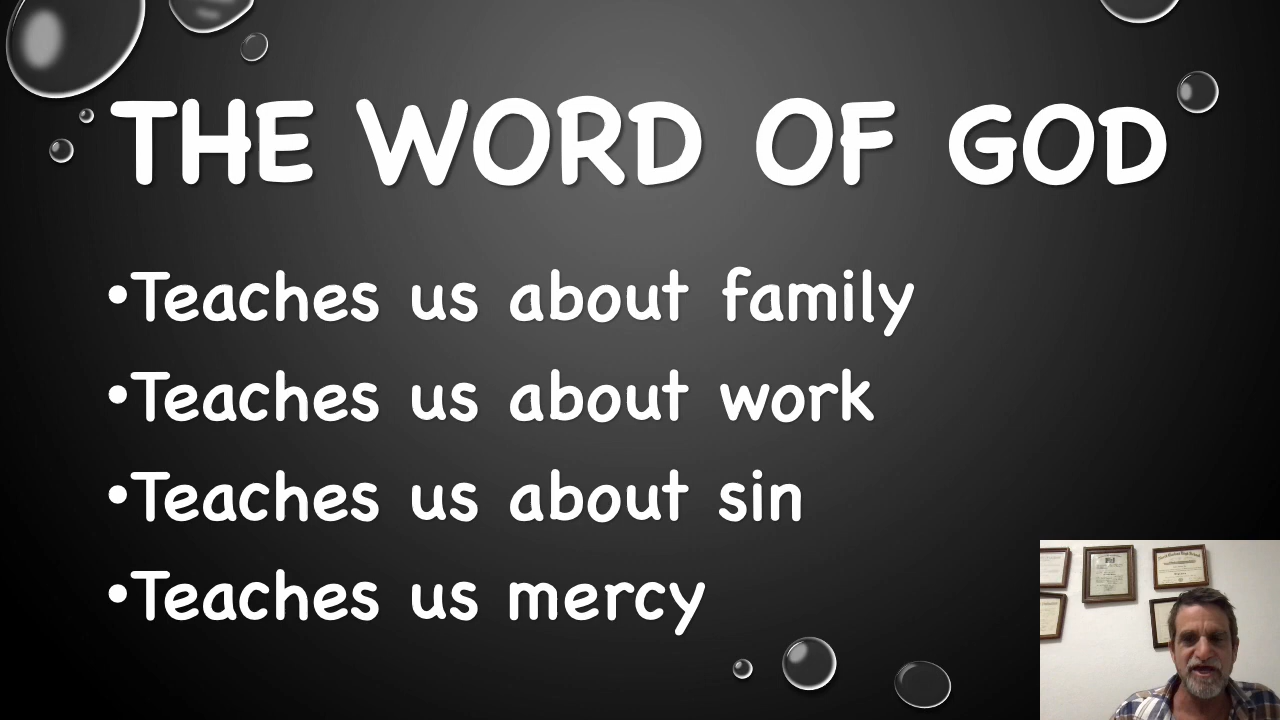 THE WORD OF GOD
•Teaches us about family
•Teaches us about work
•Teaches us about sin
•Teaches us mercy